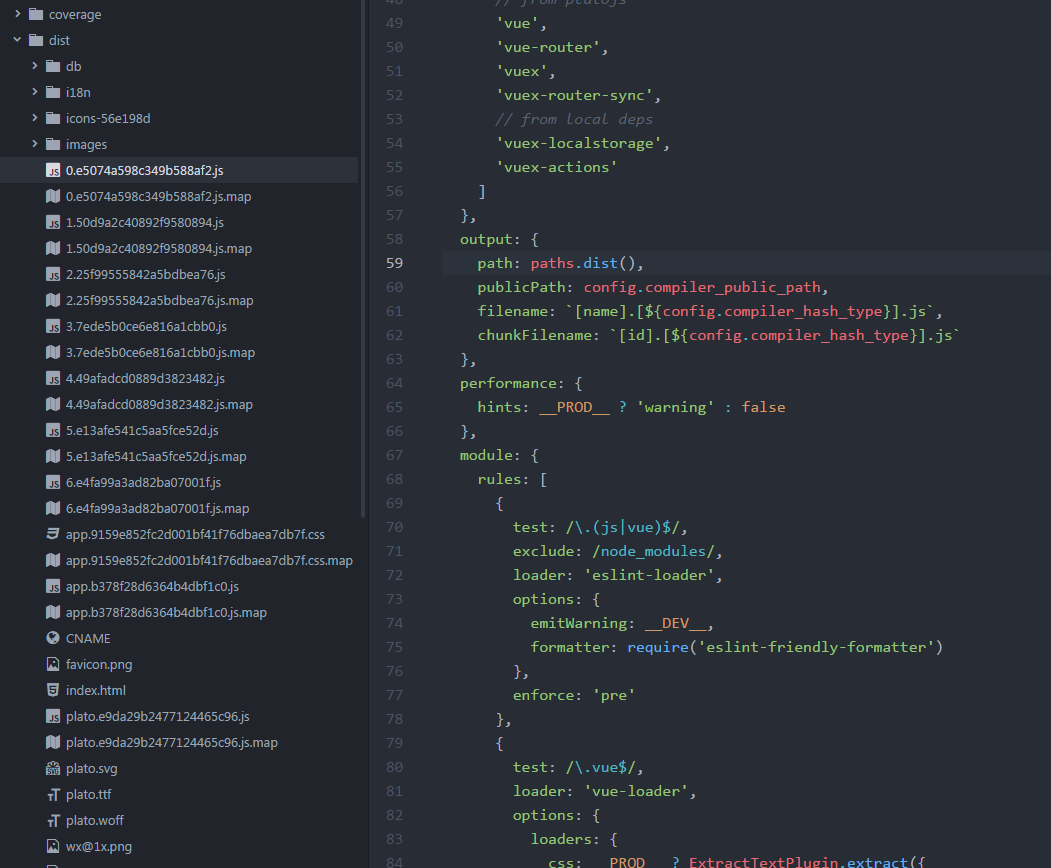 coverage
dist
db
i18n
icons-56e198d
images
0.e5074a598c349b588af2.js
0.e5074a598c349b588af2.js.map
1.50d9a2c40892f9580894.js
1.50d9a2c40892f9580894.js.map
2.25f99555842a5bdbea76.js
2.25f99555842a5bdbea76.js.map
3.7ede5b0ce6e816a1cbb0.js
3.7ede5b0ce6e816a1cbb0.js.map
4.49afadcd0889d3823482.js
4.49afadcd0889d3823482.js.map
5.e13afe541c5aa5fce52d.js
5.e13afe541c5aa5fce52d.js.map
6.e4fa99a3ad82ba07001f.js
6.e4fa99a3ad82ba07001f.js.map
app.9159e852fc2d001bf41f76dbaea7db7f.css
app.9159e852fc2d001bf41f76dbaea7db7f.css.map
app.b378f28d6364b4dbf1c0.js
app.b378f28d6364b4dbf1c0.js.map
CNAME
favicon.png
index.html
plato.e9da29b2477124465c96.js
plato.e9da29b2477124465c96.js.map
plato.svg
plato.ttf
plato.woff
wx@1x.png
48 // from platojs
49 'vue',
50 'vue-router',
51 'vuex',
52 'vuex-router-sync',
53 // from local deps
54 'vuex-localstorage',
55 'vuex-actions'
56 ]
57 },
58 output: {
59 path: paths.dist(),
60 publicPath: config.compiler_public_path,
61 filename: `[name].[${config.compiler_hash_type}].js`,
62 chunkFilename: `[id].[${config.compiler_hash_type}].js`
63 },
64 performance: {
65 hints: __PROD__ ? 'warning' : false
66 },
67 module: {
68 rules: [
69 {
70 test: /\.(js|vue)$/,
71 exclude: /node_modules/,
72 loader: 'eslint-loader',
73 options: {
74 emitWarning: __DEV__,
75 formatter: require('eslint-friendly-formatter')
76 },
77 enforce: 'pre'
78 },
79 {
80 test: /\.vue$/,
81 loader: 'vue-loader',
82 options: {
83 loaders: {
84 css: __PROD__ ? ExtractTextPlugin.extract({